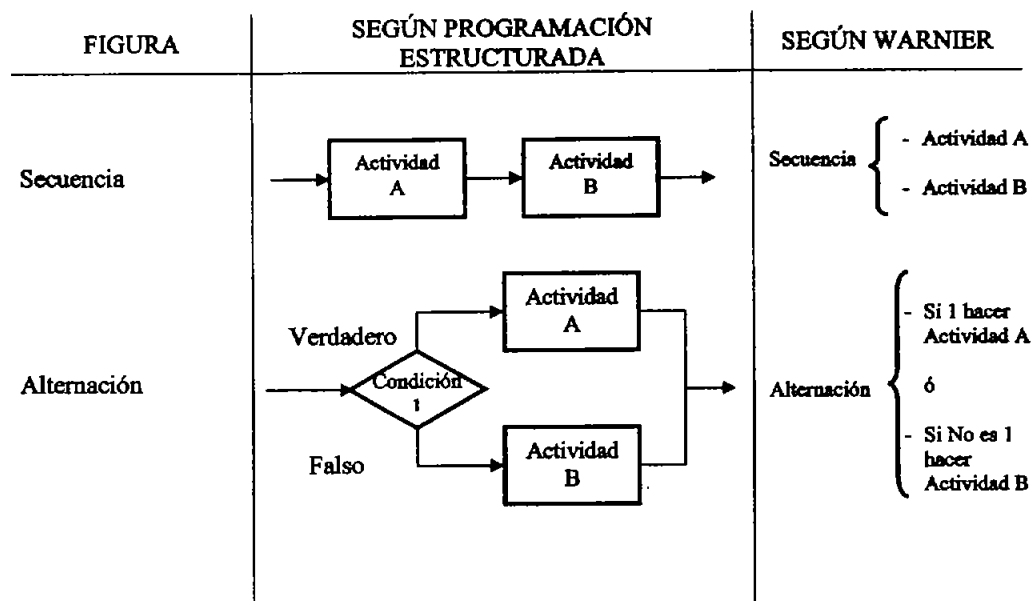 FIGURA
SEGÚN PROGRAMACIÓN
ESTRUCTURADA
SEGÚN WARNIER
Secuencia
Actividad
A
Actividad
B
Secuencia
- Actividad A
- Actividad B
Alternación
Verdadero
Condición
1
Falso
Actividad
A
Actividad
B
Alternación
- Si 1 hacer
Actividad A
ó
- Si No es 1
hacer
Actividad B